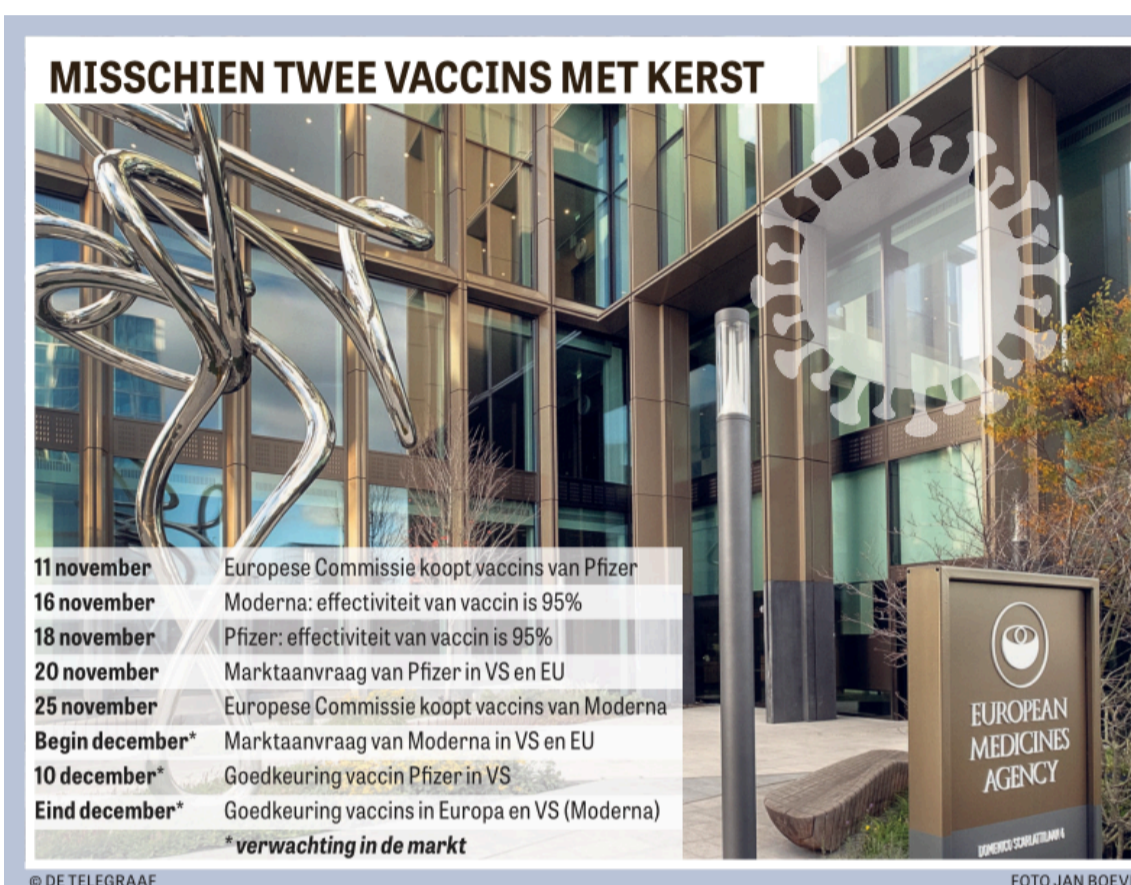 MISSCHIEN TWEE VACCINS MET KERST
11 november Europese Commissie koopt vaccins van Pfizer
16 november Moderna: effectiviteit van vaccin is 95%
18 november Pfizer: effectiviteit van vaccin is 95%
20 november Marktaanvraag van Pfizer in VS en EU
25 november Europese Commissie koopt vaccins van Moderna
Begin december* Marktaanvraag van Moderna in VS en EU
10 december* Goedkeuring vaccin Pfizer in VS
Eind december* Goedkeuring vaccins in Europa en VS (Moderna)
* verwachting in de markt
EUROPEAN
MEDICINES
AGENCY
DOMENICO SCARLATTILAAN 6
© DE TELEGRAAF
FOTO JAN